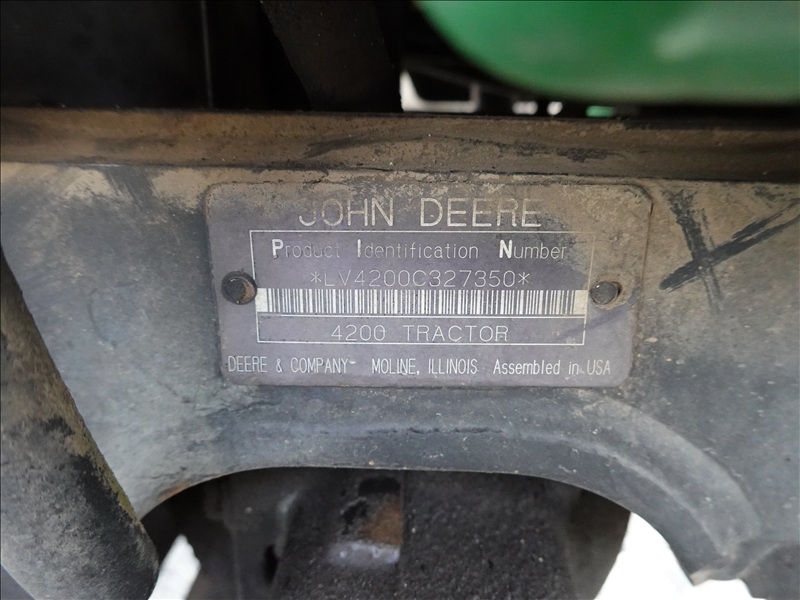 JOHN DEERE
Product Identification Number
*LV4200C327350*
4200 TRACTOR
DEERE & COMPANY MOLINE, ILLINOIS Assembled in USA